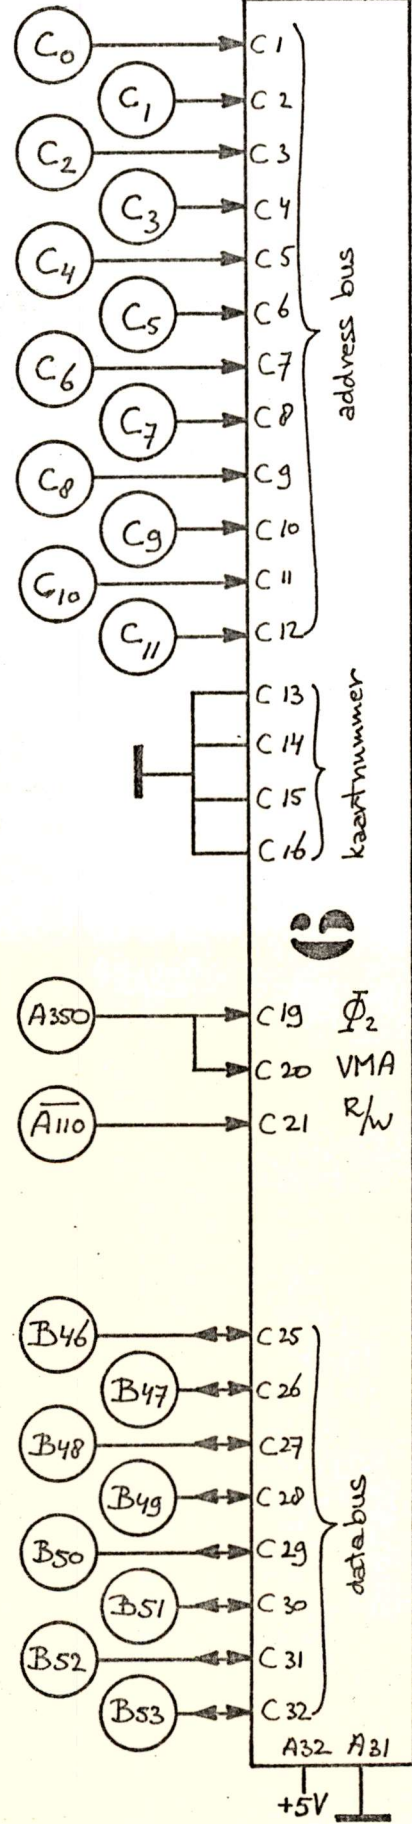 C0 C1
C1 C2
C2 C3
C3 C4
C4 C5
C5 C6
C6 C7
C7 C8
C8 C9
C9 C10
C10 C11
C11 C12
address bus
C13
C14
C15
C16
kaartnummer
A350 C19 Φ2
C20 VMA
A̅1̅1̅0̅ C21 R/W
B46 C25
B47 C26
B48 C27
B49 C28
B50 C29
B51 C30
B52 C31
B53 C32
databus
A32 A31
+5V